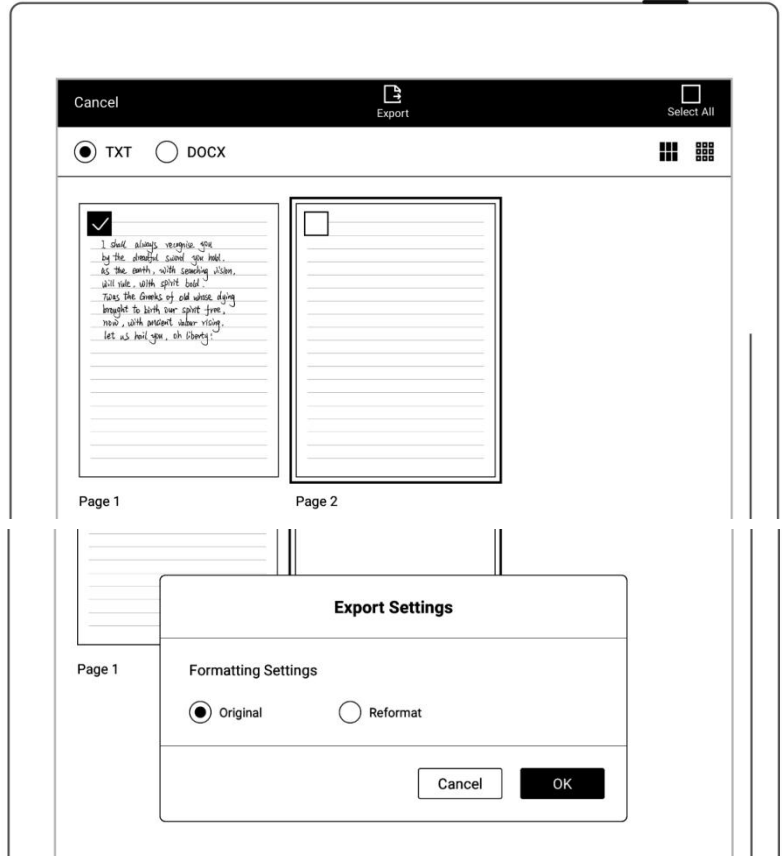 Cancel
Export
Select All
TXT
DOCX
I shall always recognise you
by the dreadful sword you hold.
as the earth, with searching vision,
will rule, with spirit bold.
Twas the Greeks of old whose dying
brought to birth our spirit free,
now, with ancient valour rising.
let us hail you, oh liberty!
Page 1
Page 2
Export Settings
Page 1
Formatting Settings
Original
Reformat
Cancel
OK